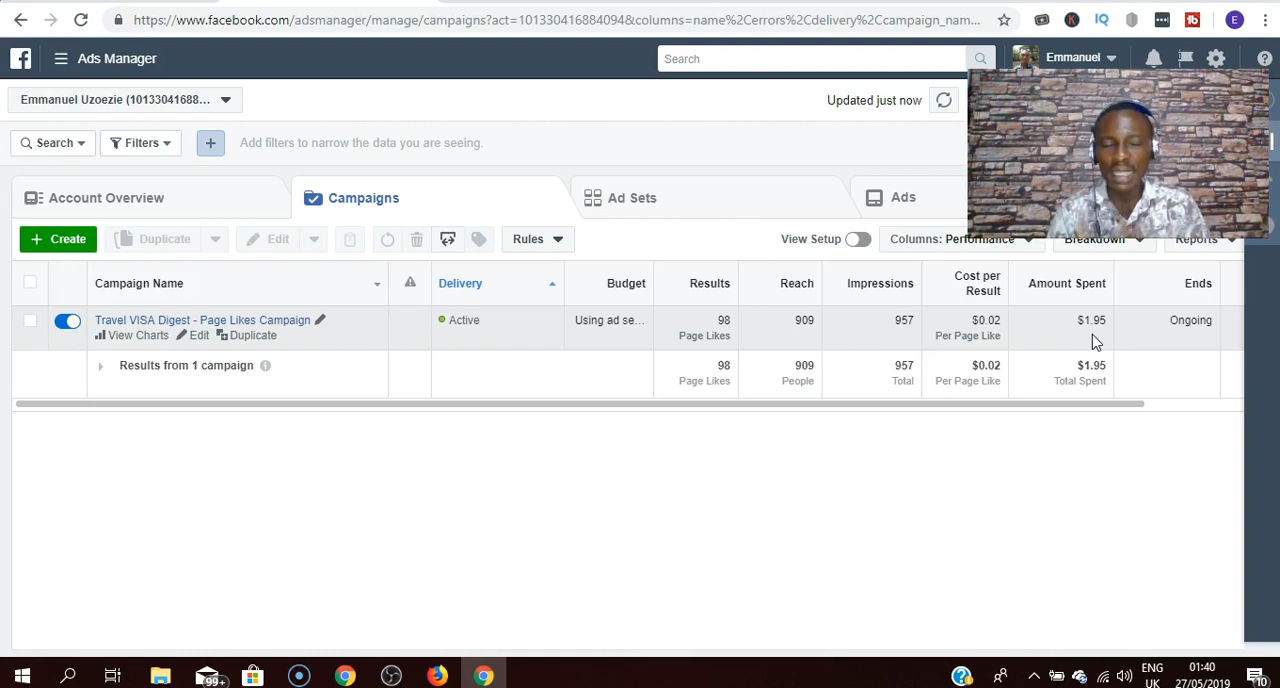 https://www.facebook.com/adsmanager/manage/campaigns?act=1013304168840940&columns=name%2Cerrors%2Cdelivery%2Ccampaign_nam...
E
Ads Manager
Search
Emmanuel
Emmanuel Uzoezie (10133041688...
Updated just now
Search
Filters
Add filters to narrow the data you are seeing.
Account Overview
Campaigns
Ad Sets
Ads
Create
Duplicate
Edit
Rules
View Setup
Columns: Performance
Breakdown
Reports
Campaign Name
Delivery
Budget
Results
Reach
Impressions
Cost per Result
Amount Spent
Ends
Travel VISA Digest - Page Likes Campaign
Active
Using ad se...
98
909
957
$0.02
$1.95
Ongoing
View Charts
Edit
Duplicate
Page Likes
Per Page Like
Results from 1 campaign
98
909
957
$0.02
$1.95
Page Likes
People
Total
Per Page Like
Total Spent
99+
ENG
UK
01:40
27/05/2019
10